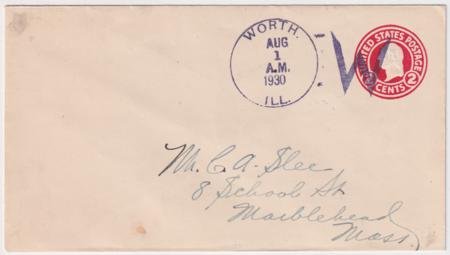 WORTH.
AUG
1
A.M.
1930
ILL.
W
UNITED STATES POSTAGE
2 CENTS 2
Mr. C. A. Slee
8 School St
Marblehead
Mass.